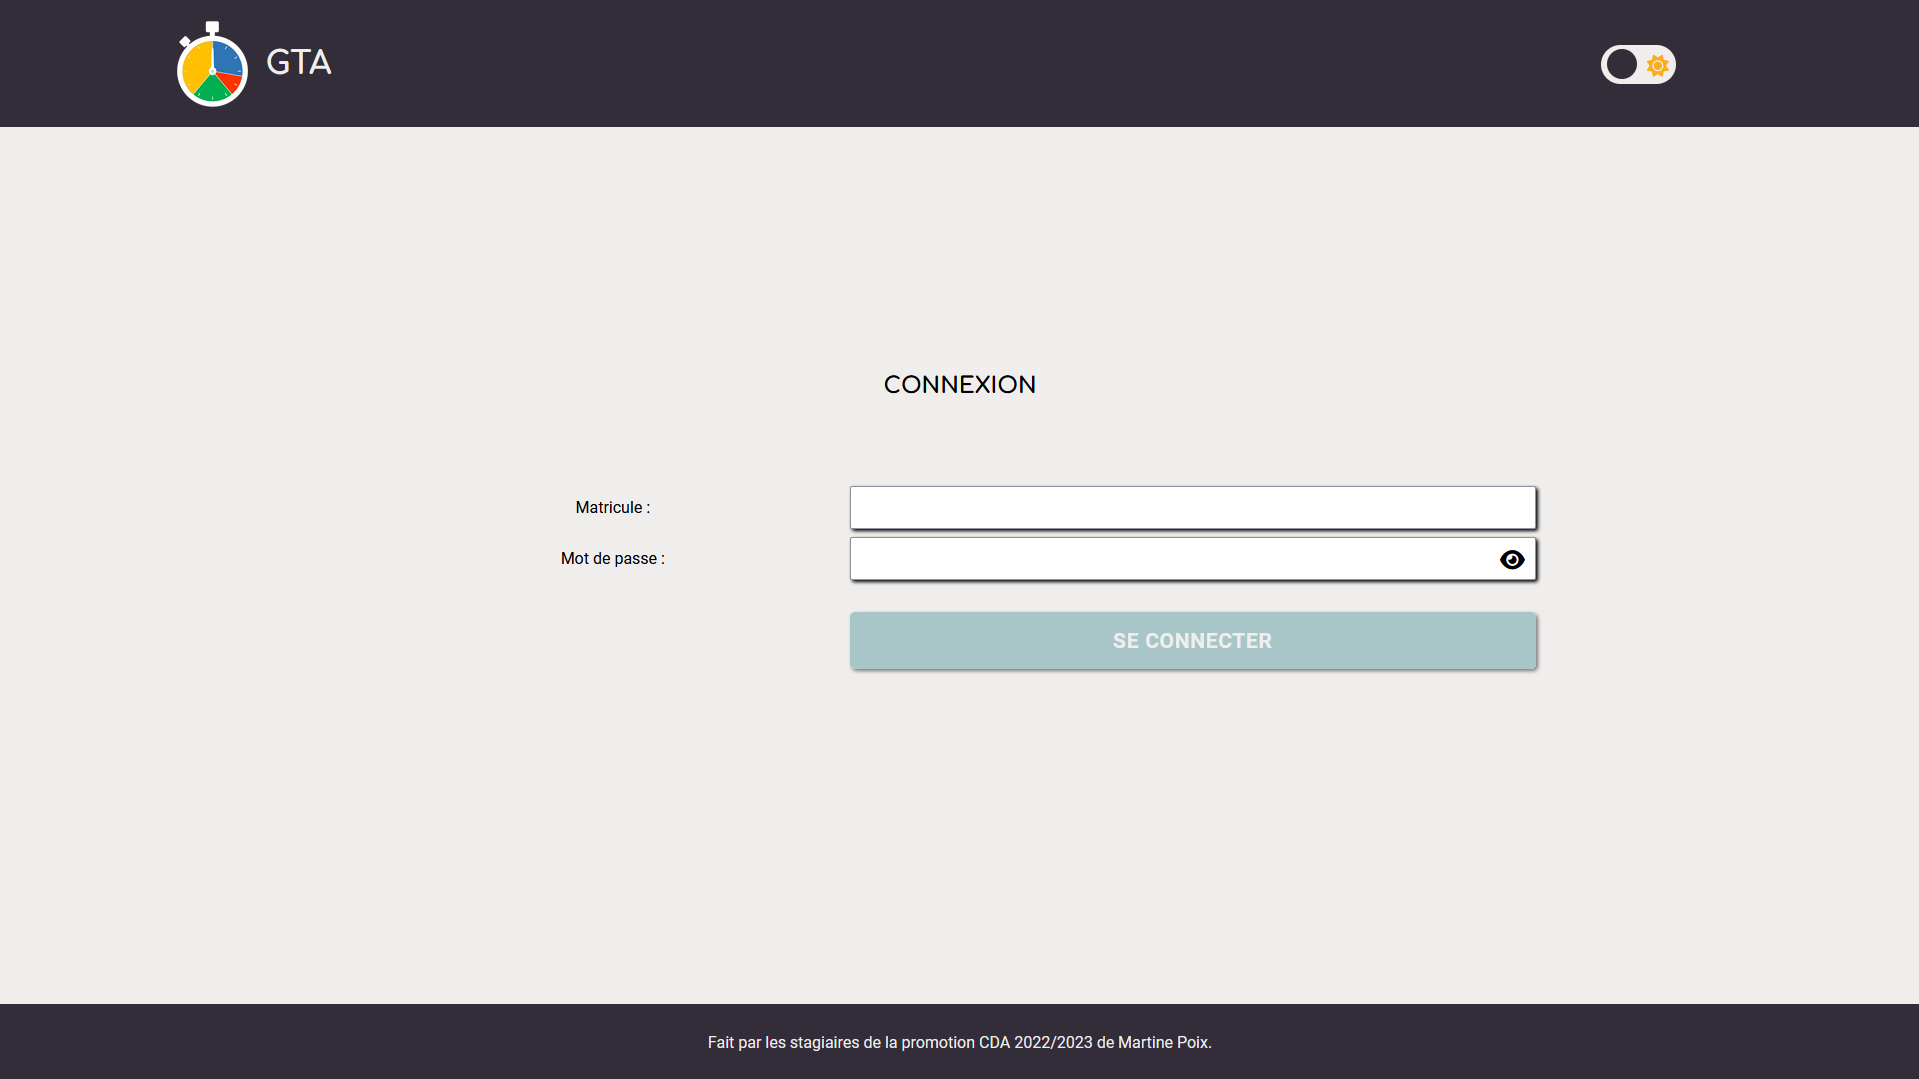 GTA
CONNEXION
Matricule :
Mot de passe :
SE CONNECTER
Fait par les stagiaires de la promotion CDA 2022/2023 de Martine Poix.